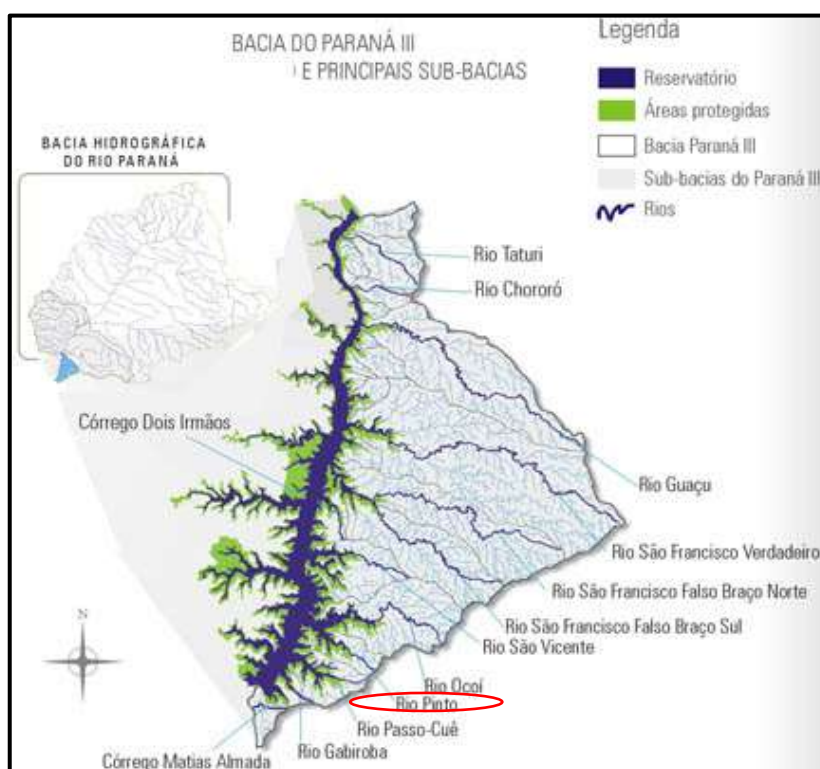 BACIA DO PARANÁ III
E PRINCIPAIS SUB-BACIAS
Legenda
Reservatório
Áreas protegidas
Bacia Paraná III
Sub-bacias do Paraná III
Rios
BACIA HIDROGRÁFICA
DO RIO PARANÁ
Rio Taturi
Rio Chororó
Córrego Dois Irmãos
Rio Guaçu
Rio São Francisco Verdadeiro
Rio São Francisco Falso Braço Norte
Rio São Francisco Falso Braço Sul
Rio São Vicente
N
Rio Ocoí
Rio Pinto
Rio Passo-Cuê
Rio Gabiroba
Córrego Matias Almada